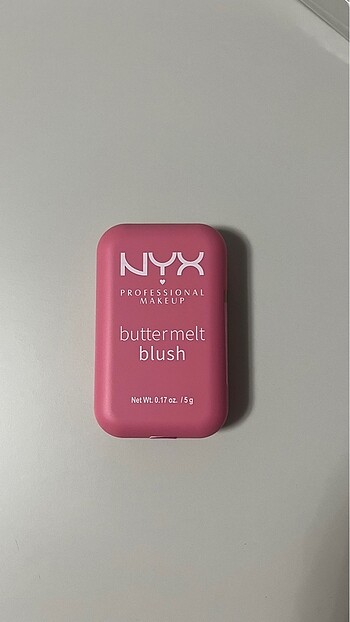 NYX
PROFESSIONAL
MAKEUP
buttermelt
blush
Net Wt. 0.17 oz. / 5 g